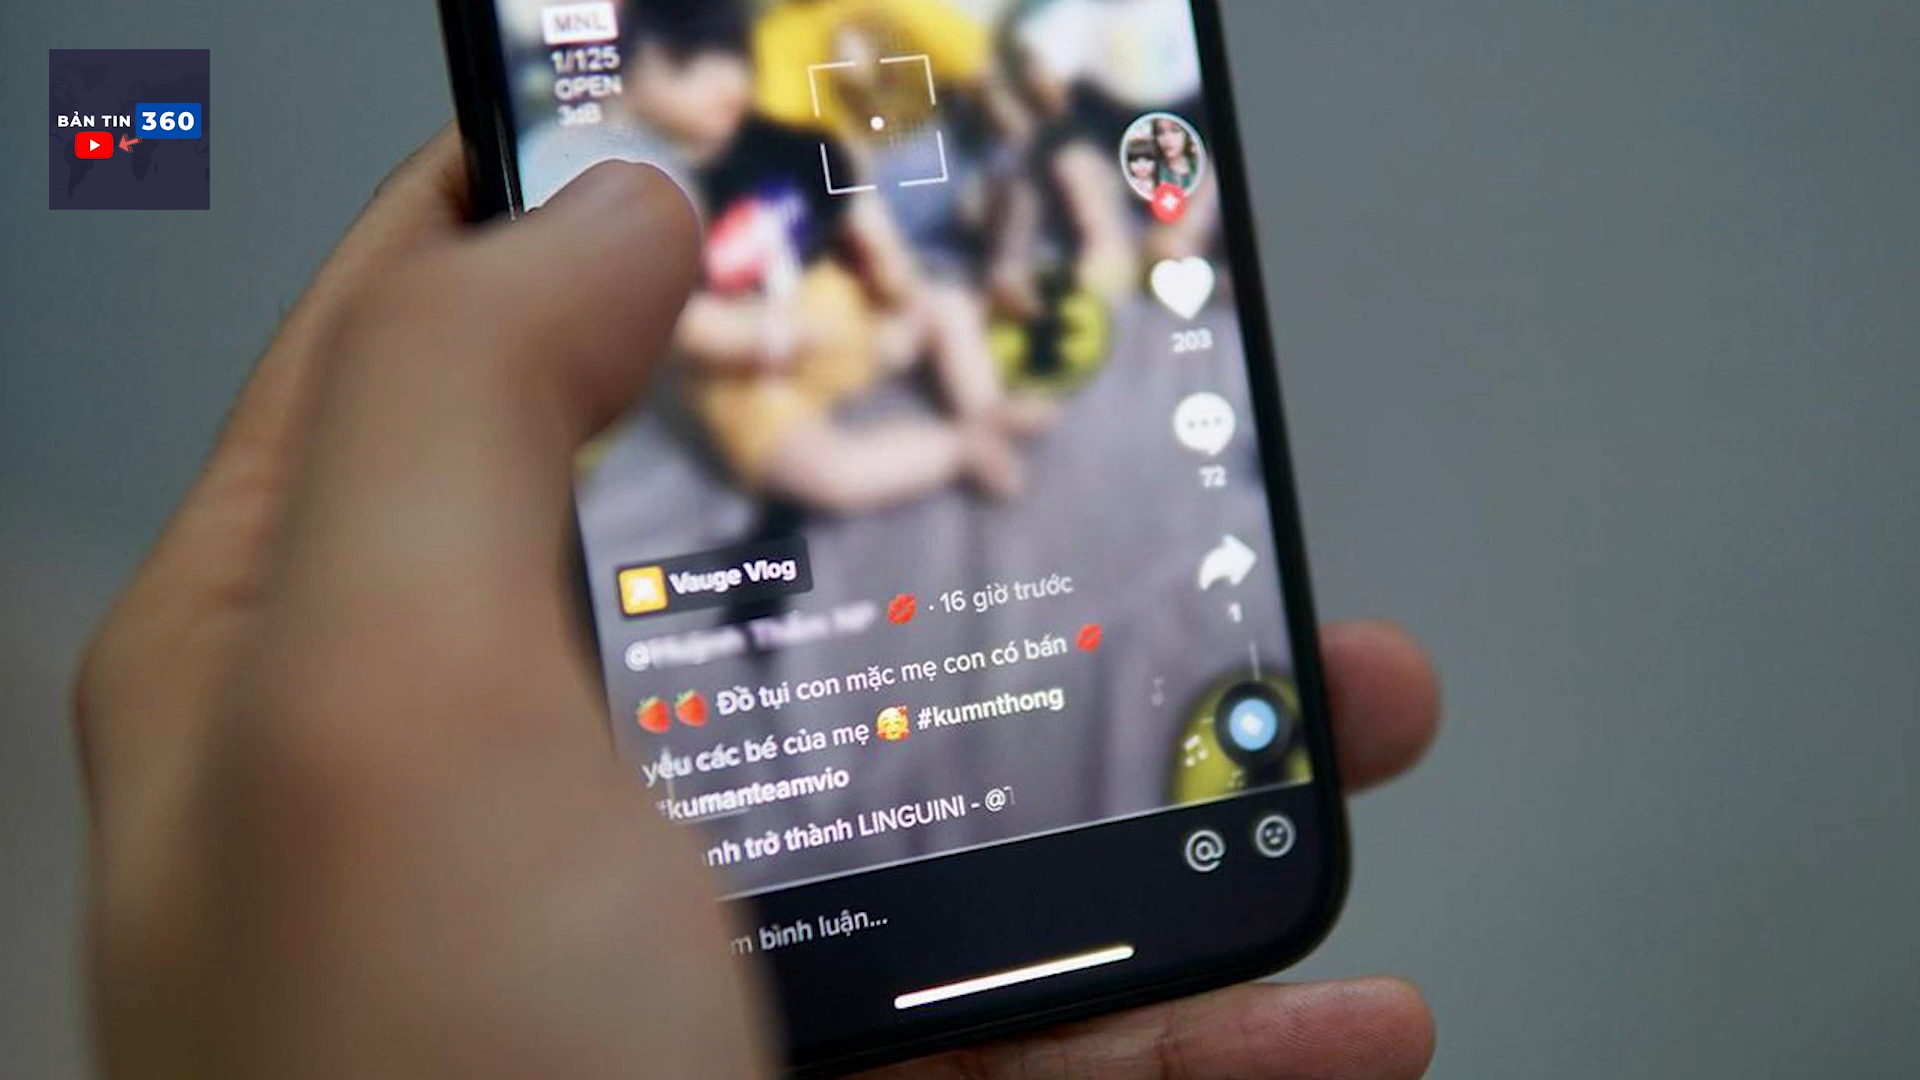 BẢN TIN 360
MNL
1/125
OPEN
3dB
203
72
1
Vauge Vlog
· 16 giờ trước
Đồ tụi con mặc mẹ con có bán
yêu các bé của mẹ #kumnthong
#kumanteamvio
nh trở thành LINGUINI - @
bình luận...